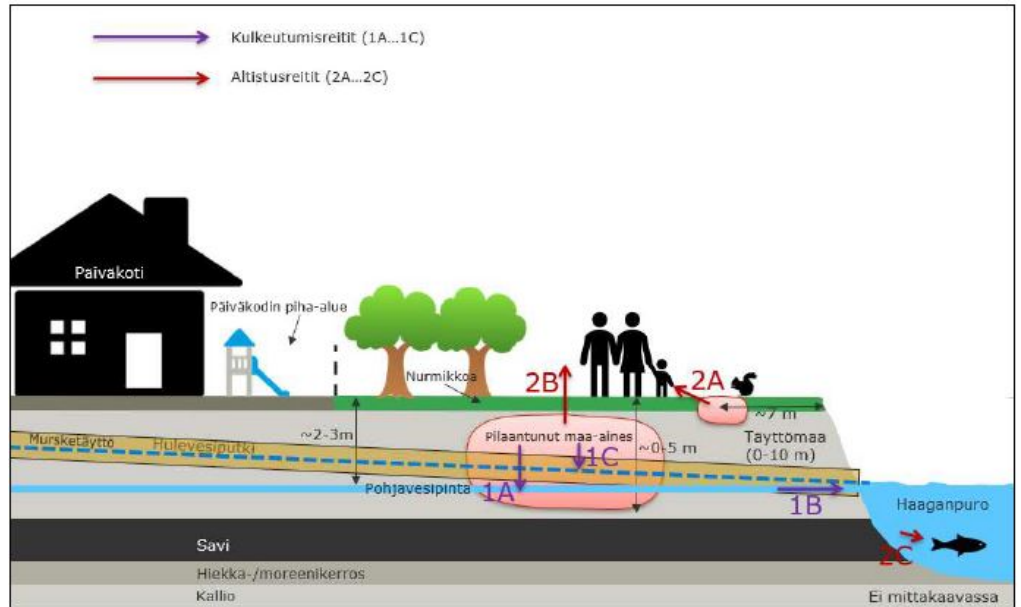 Kulkeutumisreitit (1A...1C)
Altistusreitit (2A...2C)
Päiväkoti
Päiväkodin piha-alue
Nurmikkoa
2B
2A
~7 m
~2-3m
Pilaantunut maa-aines
~0-5 m
Täyttömaa
(0-10 m)
Mursketäyttö
Hulevesiputki
1C
Pohjavesipinta
1A
1B
Haaganpuro
2C
Savi
Hiekka-/moreenikerros
Kallio
Ei mittakaavassa